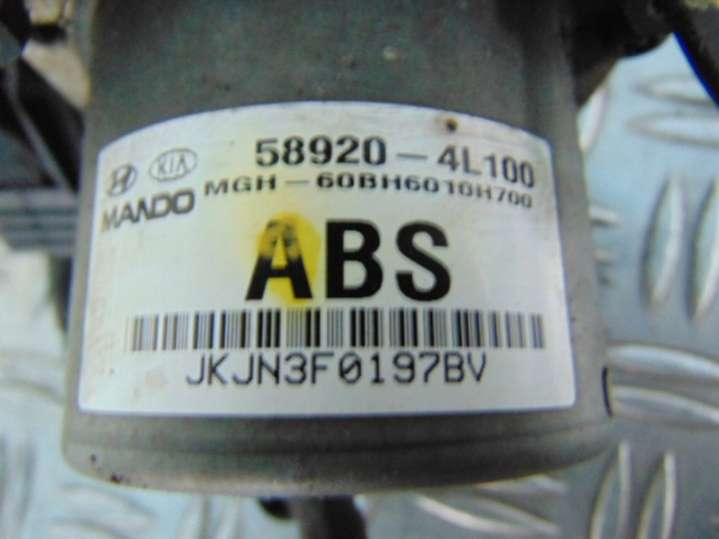 KIA 58920-4L100
MANDO MGH-60BH6010H700
ABS
JKJN3F0197BV